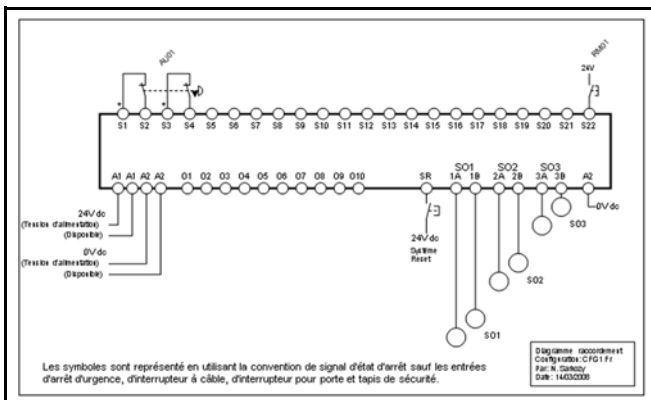 AU01
RM01
24V
+ +
S1 S2 S3 S4 S5 S6 S7 S8 S9 S10 S11 S12 S13 S14 S15 S16 S17 S18 S19 S20 S21 S22
SO1 SO2 SO3
A1 A1 A2 A2 O1 O2 O3 O4 O5 O6 O7 O8 O9 O10 SR 1A 1B 2A 2B 3A 3B A2
24V dc
(Tension d'alimentation)
(Disponible)
0V dc
(Tension d'alimentation)
(Disponible)
24V dc
Système
Reset
0V dc
SO3
SO2
SO1
Les symboles sont représenté en utilisant la convention de signal d'état d'arrêt sauf les entrées
d'arrêt d'urgence, d'interrupteur á câble, d'interrupteur pour porte et tapis de sécurité.
Diagramme raccordement
Configuration: CFG1 Fr
Par: N. Sarkozy
Date: 14/03/2008